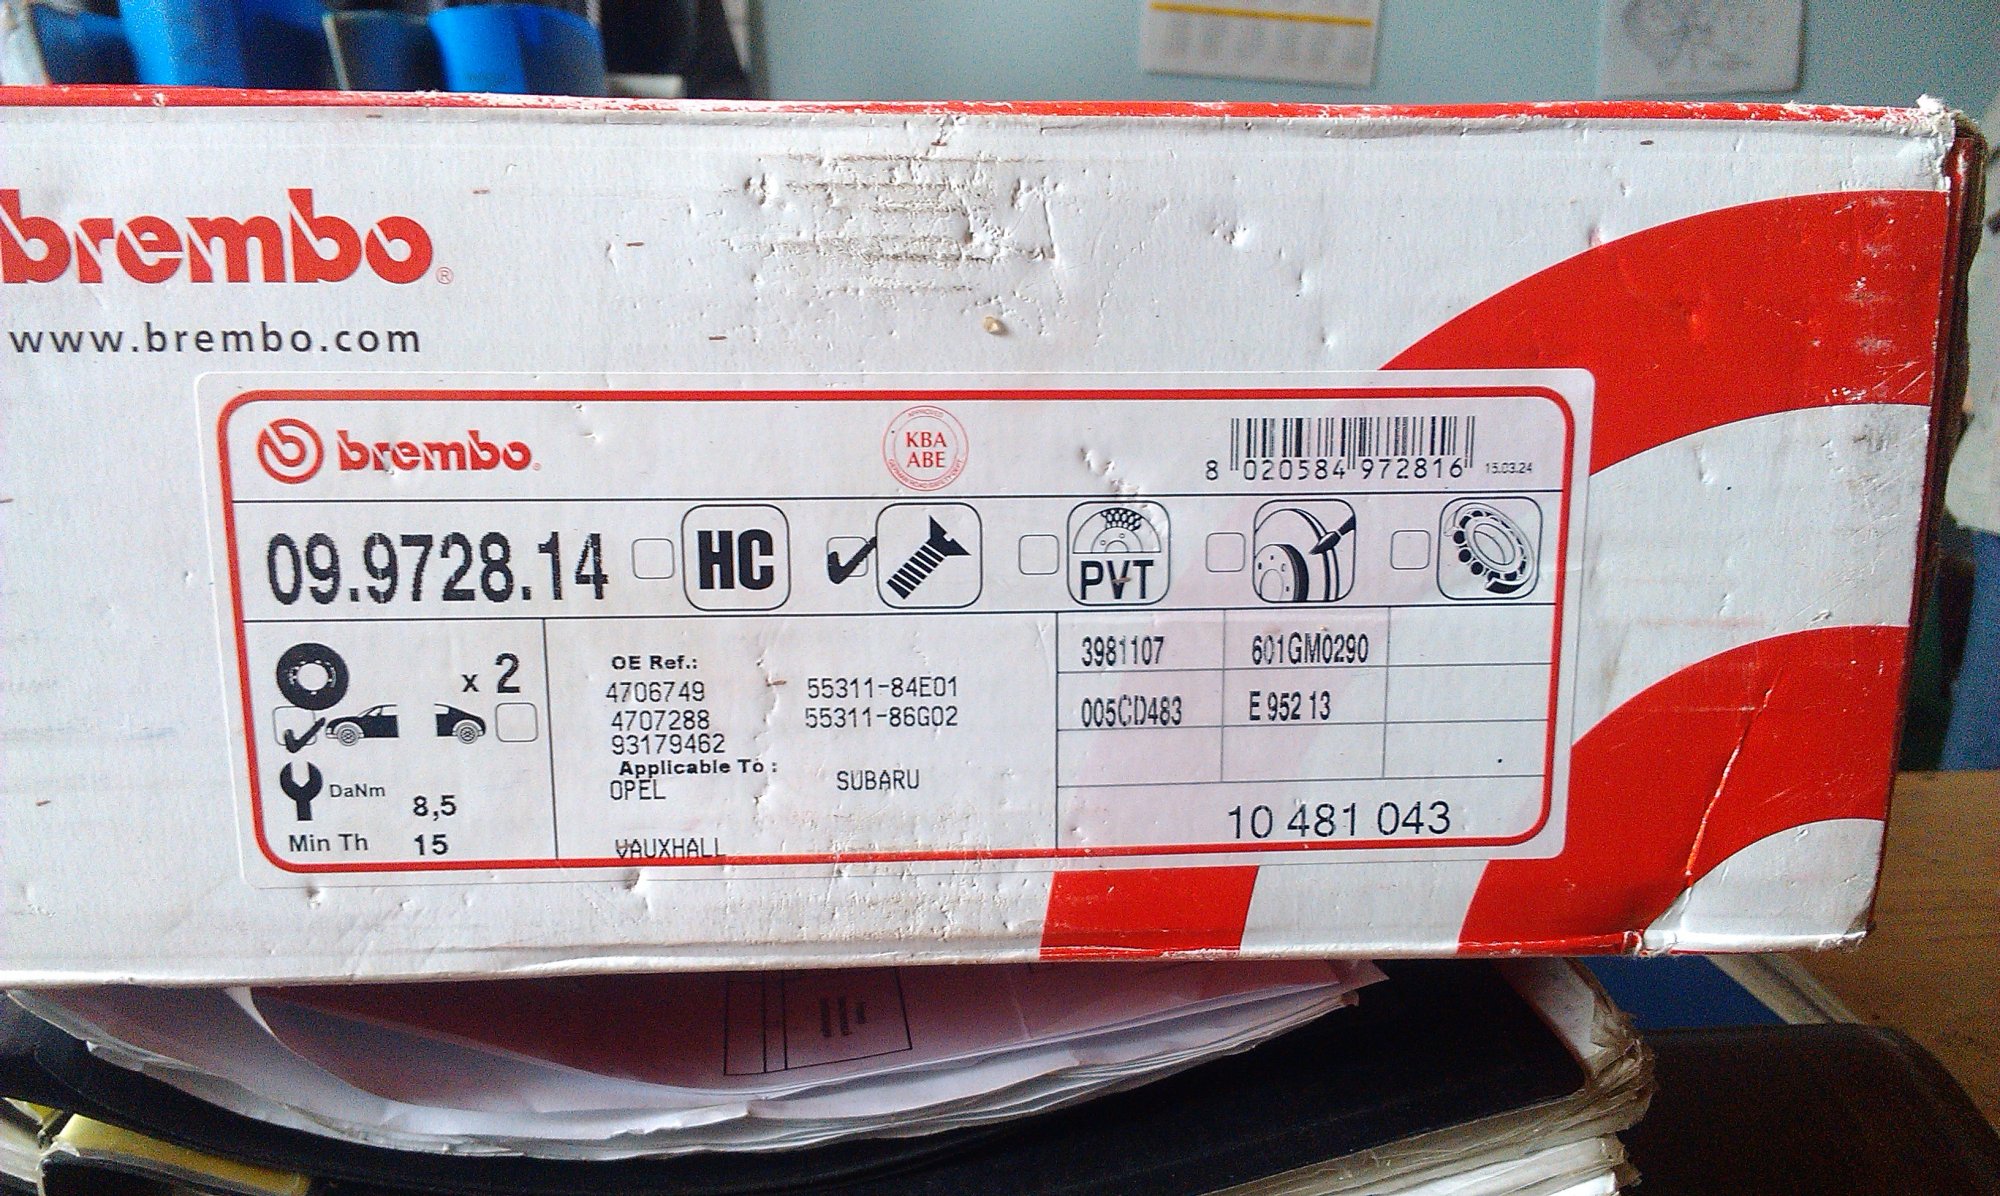 brembo®
www.brembo.com
brembo®
APPROVED
KBA
ABE
8 020584 972816 15.03.24
09.9728.14
HC
PVT
x 2
DaNm 8,5
Min Th 15
OE Ref.:
4706749 55311-84E01
4707288 55311-86G02
93179462
Applicable To :
OPEL SUBARU
VAUXHALL
3981107 601GM0290
005CD483 E 952 13
10 481 043